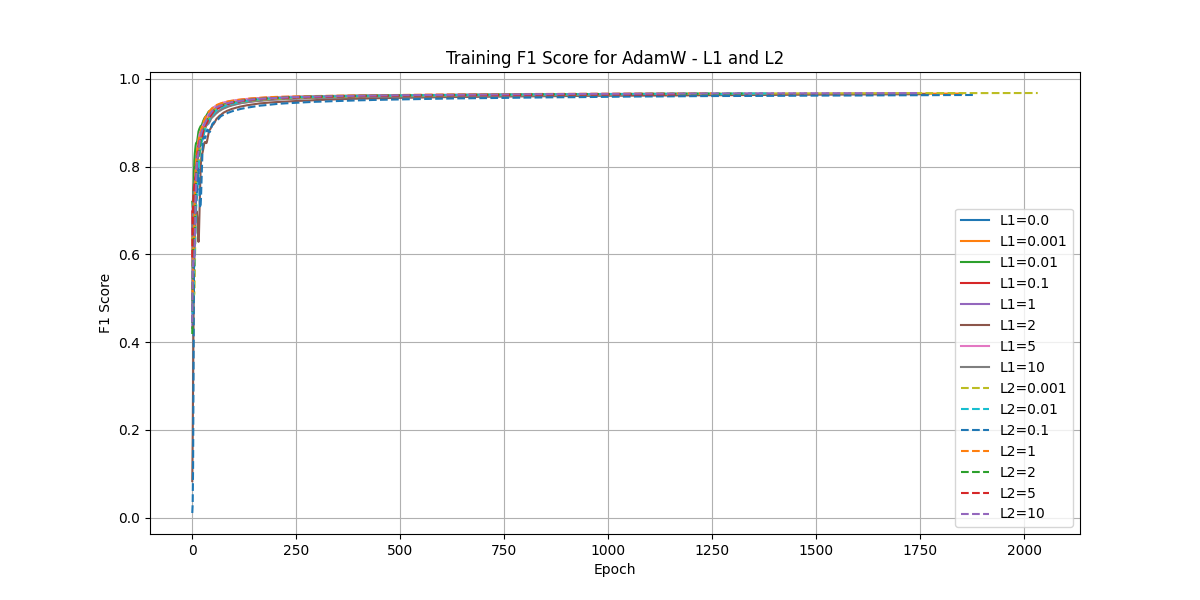 Training F1 Score for AdamW - L1 and L2
1.0
0.8
0.6
0.4
0.2
0.0
F1 Score
0 250 500 750 1000 1250 1500 1750 2000
Epoch
L1=0.0
L1=0.001
L1=0.01
L1=0.1
L1=1
L1=2
L1=5
L1=10
L2=0.001
L2=0.01
L2=0.1
L2=1
L2=2
L2=5
L2=10